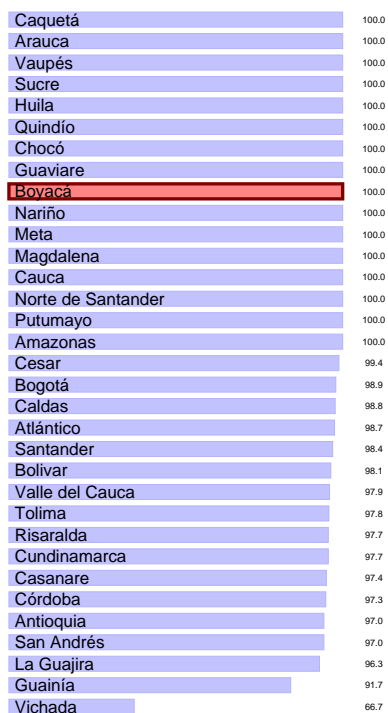 Caquetá 100.0
Arauca 100.0
Vaupés 100.0
Sucre 100.0
Huila 100.0
Quindío 100.0
Chocó 100.0
Guaviare 100.0
Boyacá 100.0
Nariño 100.0
Meta 100.0
Magdalena 100.0
Cauca 100.0
Norte de Santander 100.0
Putumayo 100.0
Amazonas 100.0
Cesar 99.4
Bogotá 98.9
Caldas 98.8
Atlántico 98.7
Santander 98.4
Bolivar 98.1
Valle del Cauca 97.9
Tolima 97.8
Risaralda 97.7
Cundinamarca 97.7
Casanare 97.4
Córdoba 97.3
Antioquia 97.0
San Andrés 97.0
La Guajira 96.3
Guainía 91.7
Vichada 66.7